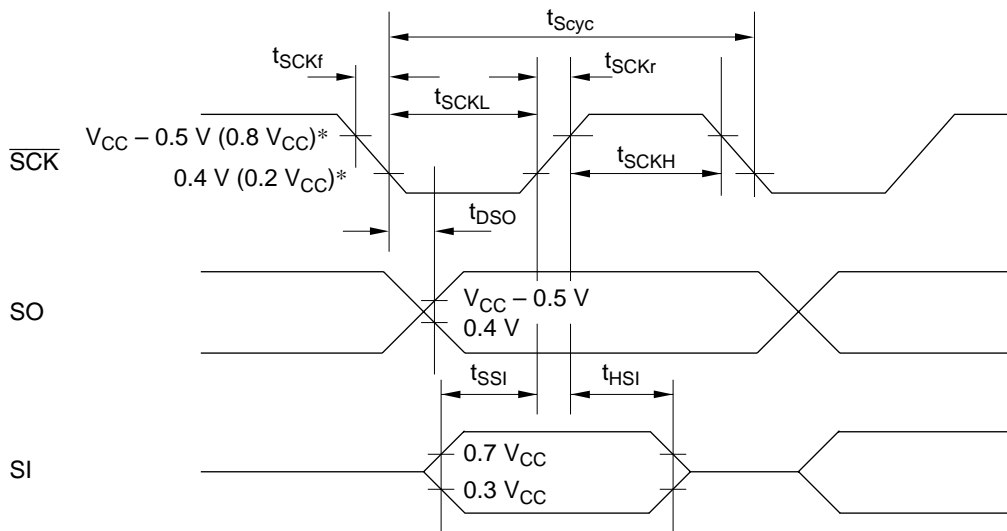 tScyc
tSCKf
tSCKr
tSCKL
SCK
VCC – 0.5 V (0.8 VCC)*
tSCKH
0.4 V (0.2 VCC)*
tDSO
SO
VCC – 0.5 V
0.4 V
tSSI
tHSI
SI
0.7 VCC
0.3 VCC